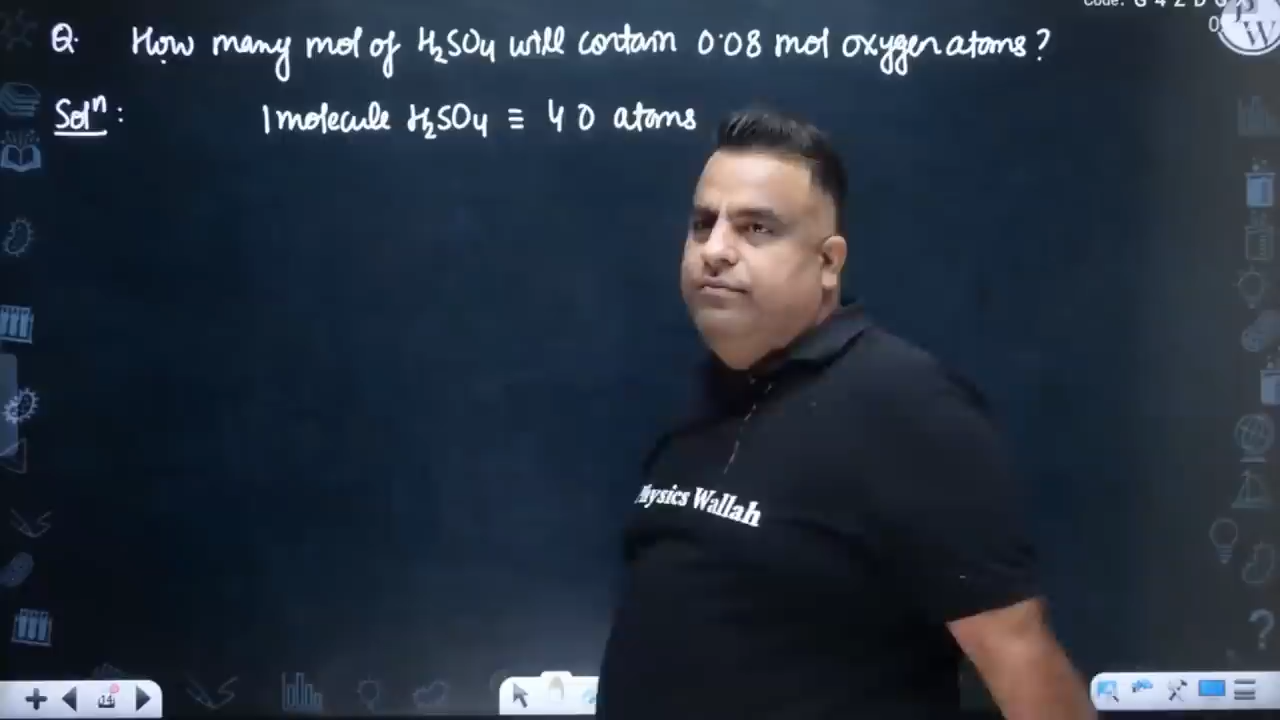 Q. How many mol of H₂SO₄ will contain 0.08 mol oxygen atoms?
Solⁿ: 1 molecule H₂SO₄ ≡ 4 O atoms
Physics Wallah
W
14